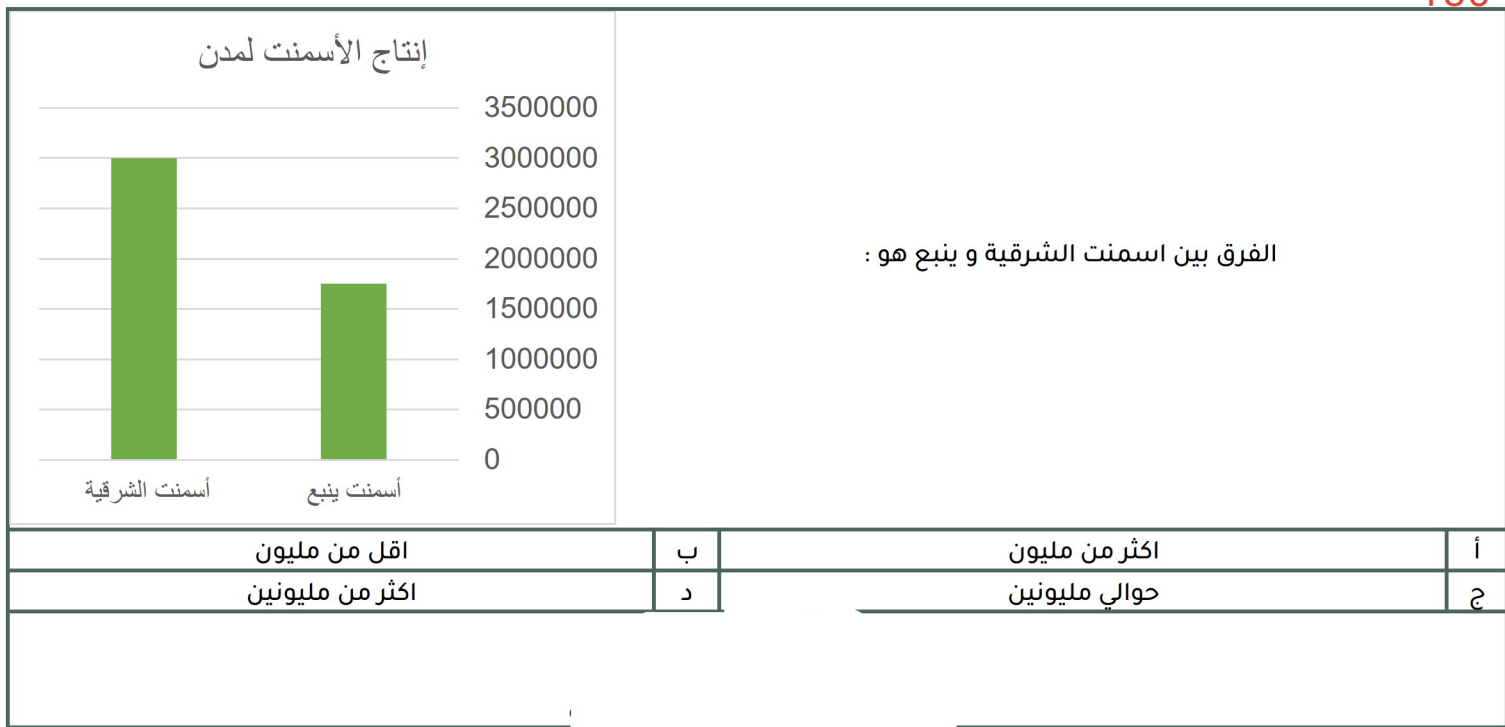 إنتاج الأسمنت لمدن
3500000
3000000
2500000
2000000
1500000
1000000
500000
0
أسمنت ينبع
أسمنت الشرقية
الفرق بين اسمنت الشرقية و ينبع هو :
أ
اكثر من مليون
ب
اقل من مليون
ج
حوالي مليونين
د
اكثر من مليونين